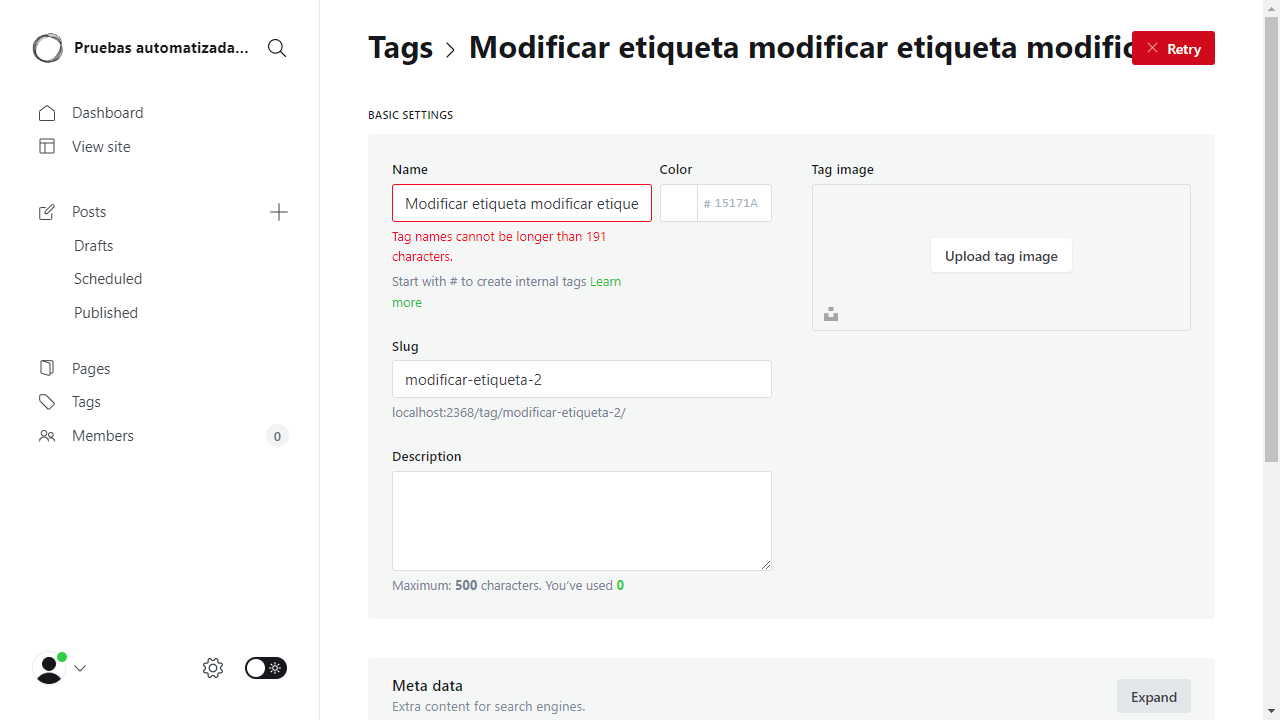 Pruebas automatizada...
Dashboard
View site
Posts
Drafts
Scheduled
Published
Pages
Tags
Members
0
Tags > Modificar etiqueta modificar etiqueta modific
Retry
BASIC SETTINGS
Name
Modificar etiqueta modificar etique
Tag names cannot be longer than 191
characters.
Start with # to create internal tags Learn
more
Color
# 15171A
Tag image
Upload tag image
Slug
modificar-etiqueta-2
localhost:2368/tag/modificar-etiqueta-2/
Description
Maximum: 500 characters. You've used 0
Meta data
Extra content for search engines.
Expand